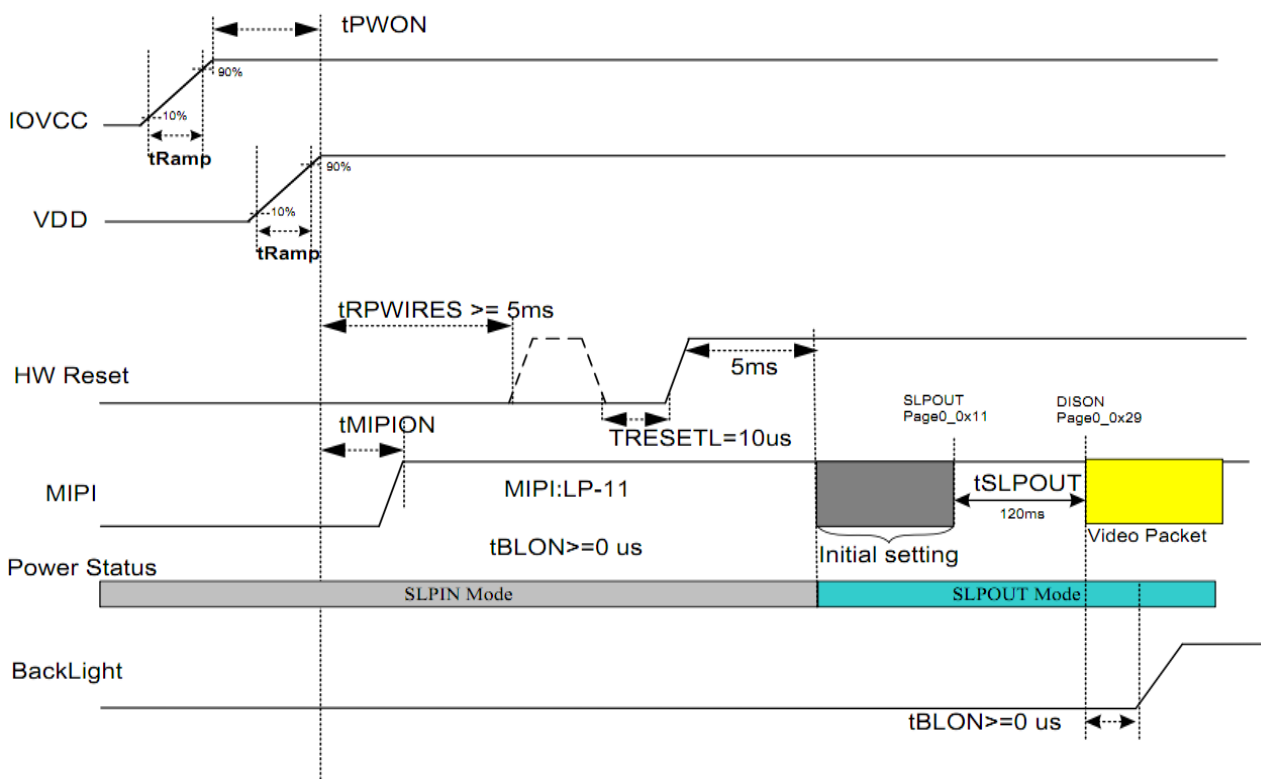 tPWON
90%
IOVCC
10%
tRamp
90%
VDD
10%
tRamp
tRPWIRES >= 5ms
HW Reset
5ms
TRESETL=10us
SLPOUT
Page0_0x11
DISON
Page0_0x29
tMIPION
MIPI
MIPI:LP-11
tSLPOUT
120ms
tBLON>=0 us
Initial setting
Video Packet
Power Status
SLPIN Mode
SLPOUT Mode
BackLight
tBLON>=0 us